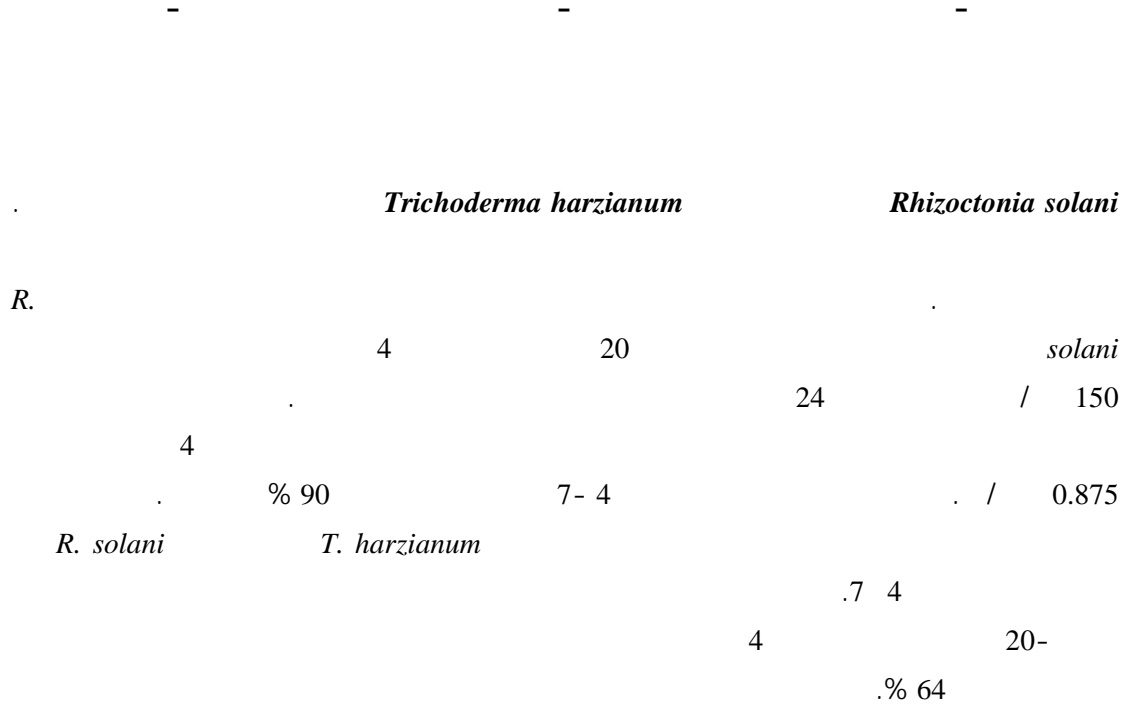 - - -
Rhizoctonia solani Trichoderma harzianum .
. R.
solani 20 4
150 / 24 .
4
0.875 / . 4 -7 90 % .
T. harzianum R. solani
4 7.
-20 4
64 %.